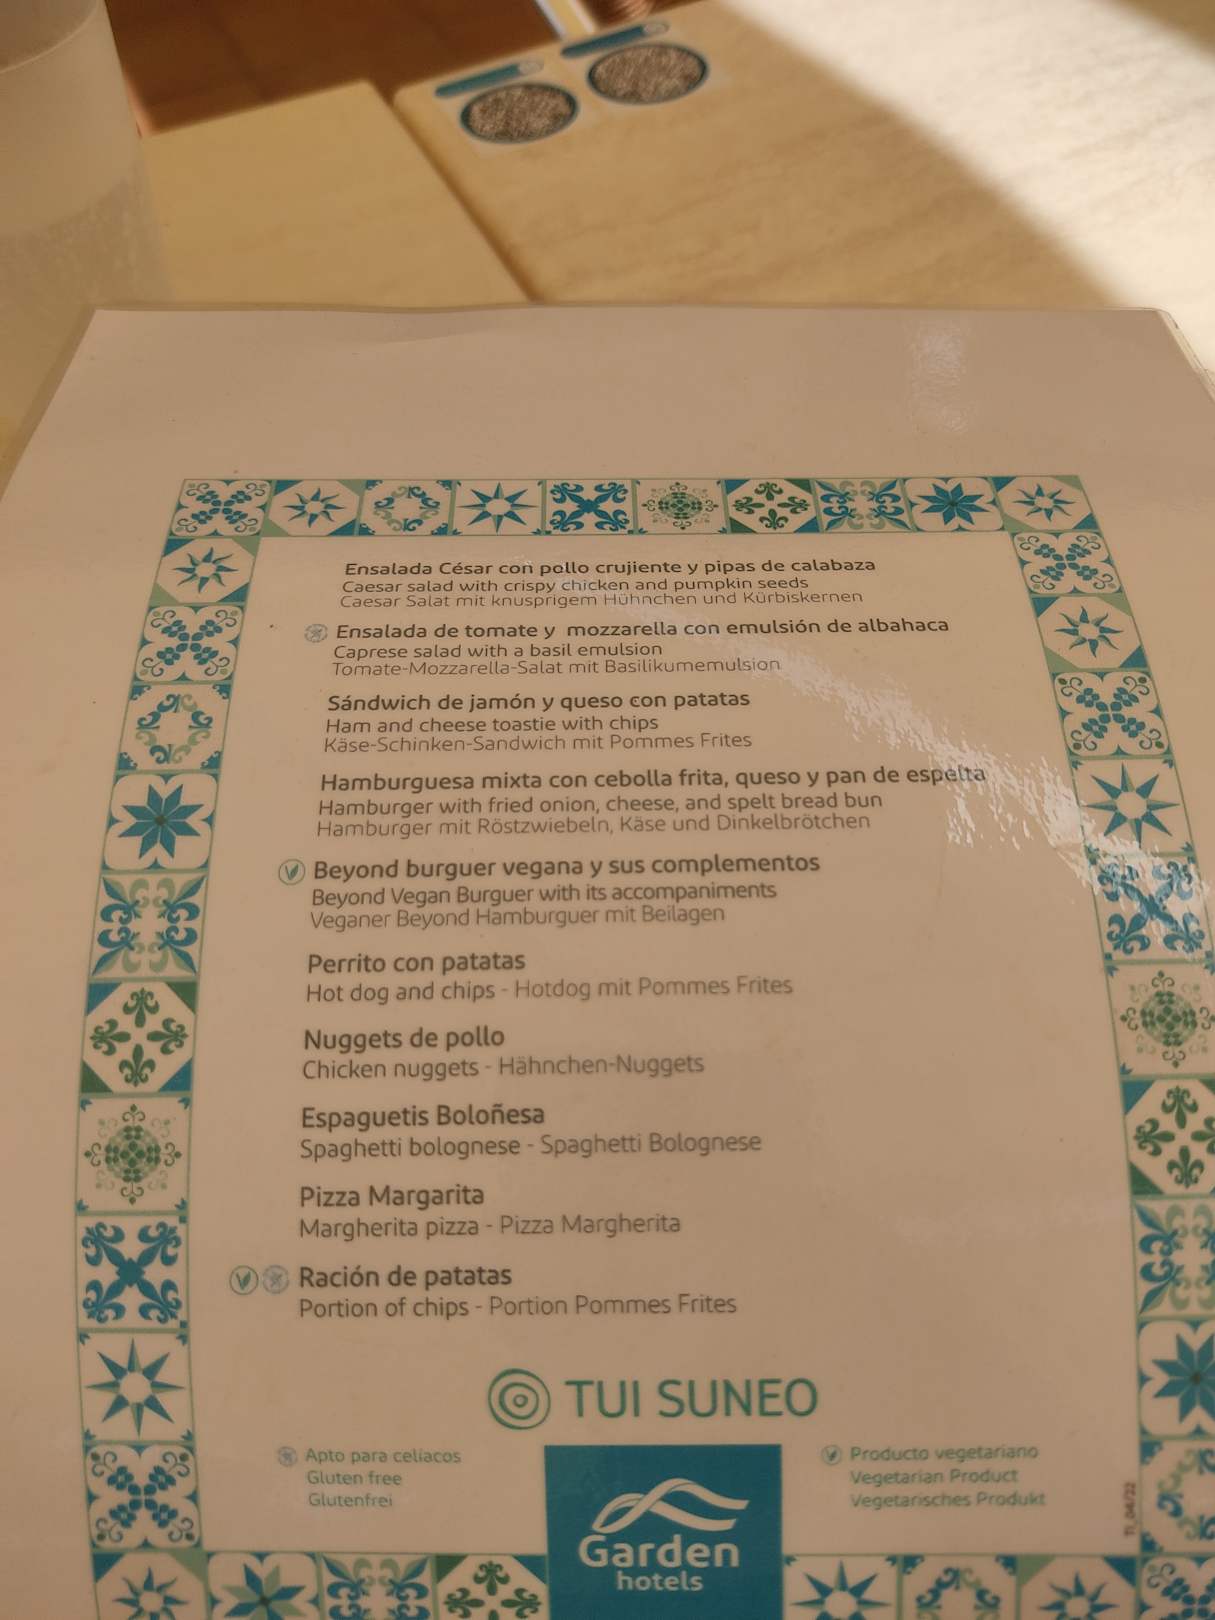 Ensalada César con pollo crujiente y pipas de calabaza
Caesar salad with crispy chicken and pumpkin seeds
Caesar Salat mit knusprigem Hühnchen und Kürbiskernen
Ensalada de tomate y mozzarella con emulsión de albahaca
Caprese salad with a basil emulsion
Tomate-Mozzarella-Salat mit Basilikumemulsion
Sándwich de jamón y queso con patatas
Ham and cheese toastie with chips
Käse-Schinken-Sandwich mit Pommes Frites
Hamburguesa mixta con cebolla frita, queso y pan de espelta
Hamburger with fried onion, cheese, and spelt bread bun
Hamburger mit Röstzwiebeln, Käse und Dinkelbrötchen
Beyond burguer vegana y sus complementos
Beyond Vegan Burguer with its accompaniments
Veganer Beyond Hamburguer mit Beilagen
Perrito con patatas
Hot dog and chips - Hotdog mit Pommes Frites
Nuggets de pollo
Chicken nuggets - Hähnchen-Nuggets
Espaguetis Boloñesa
Spaghetti bolognese - Spaghetti Bolognese
Pizza Margarita
Margherita pizza - Pizza Margherita
Ración de patatas
Portion of chips - Portion Pommes Frites
TUI SUNEO
Apto para celíacos
Gluten free
Glutenfrei
Garden
hotels
Producto vegetariano
Vegetarian Product
Vegetarisches Produkt
TI_04/22